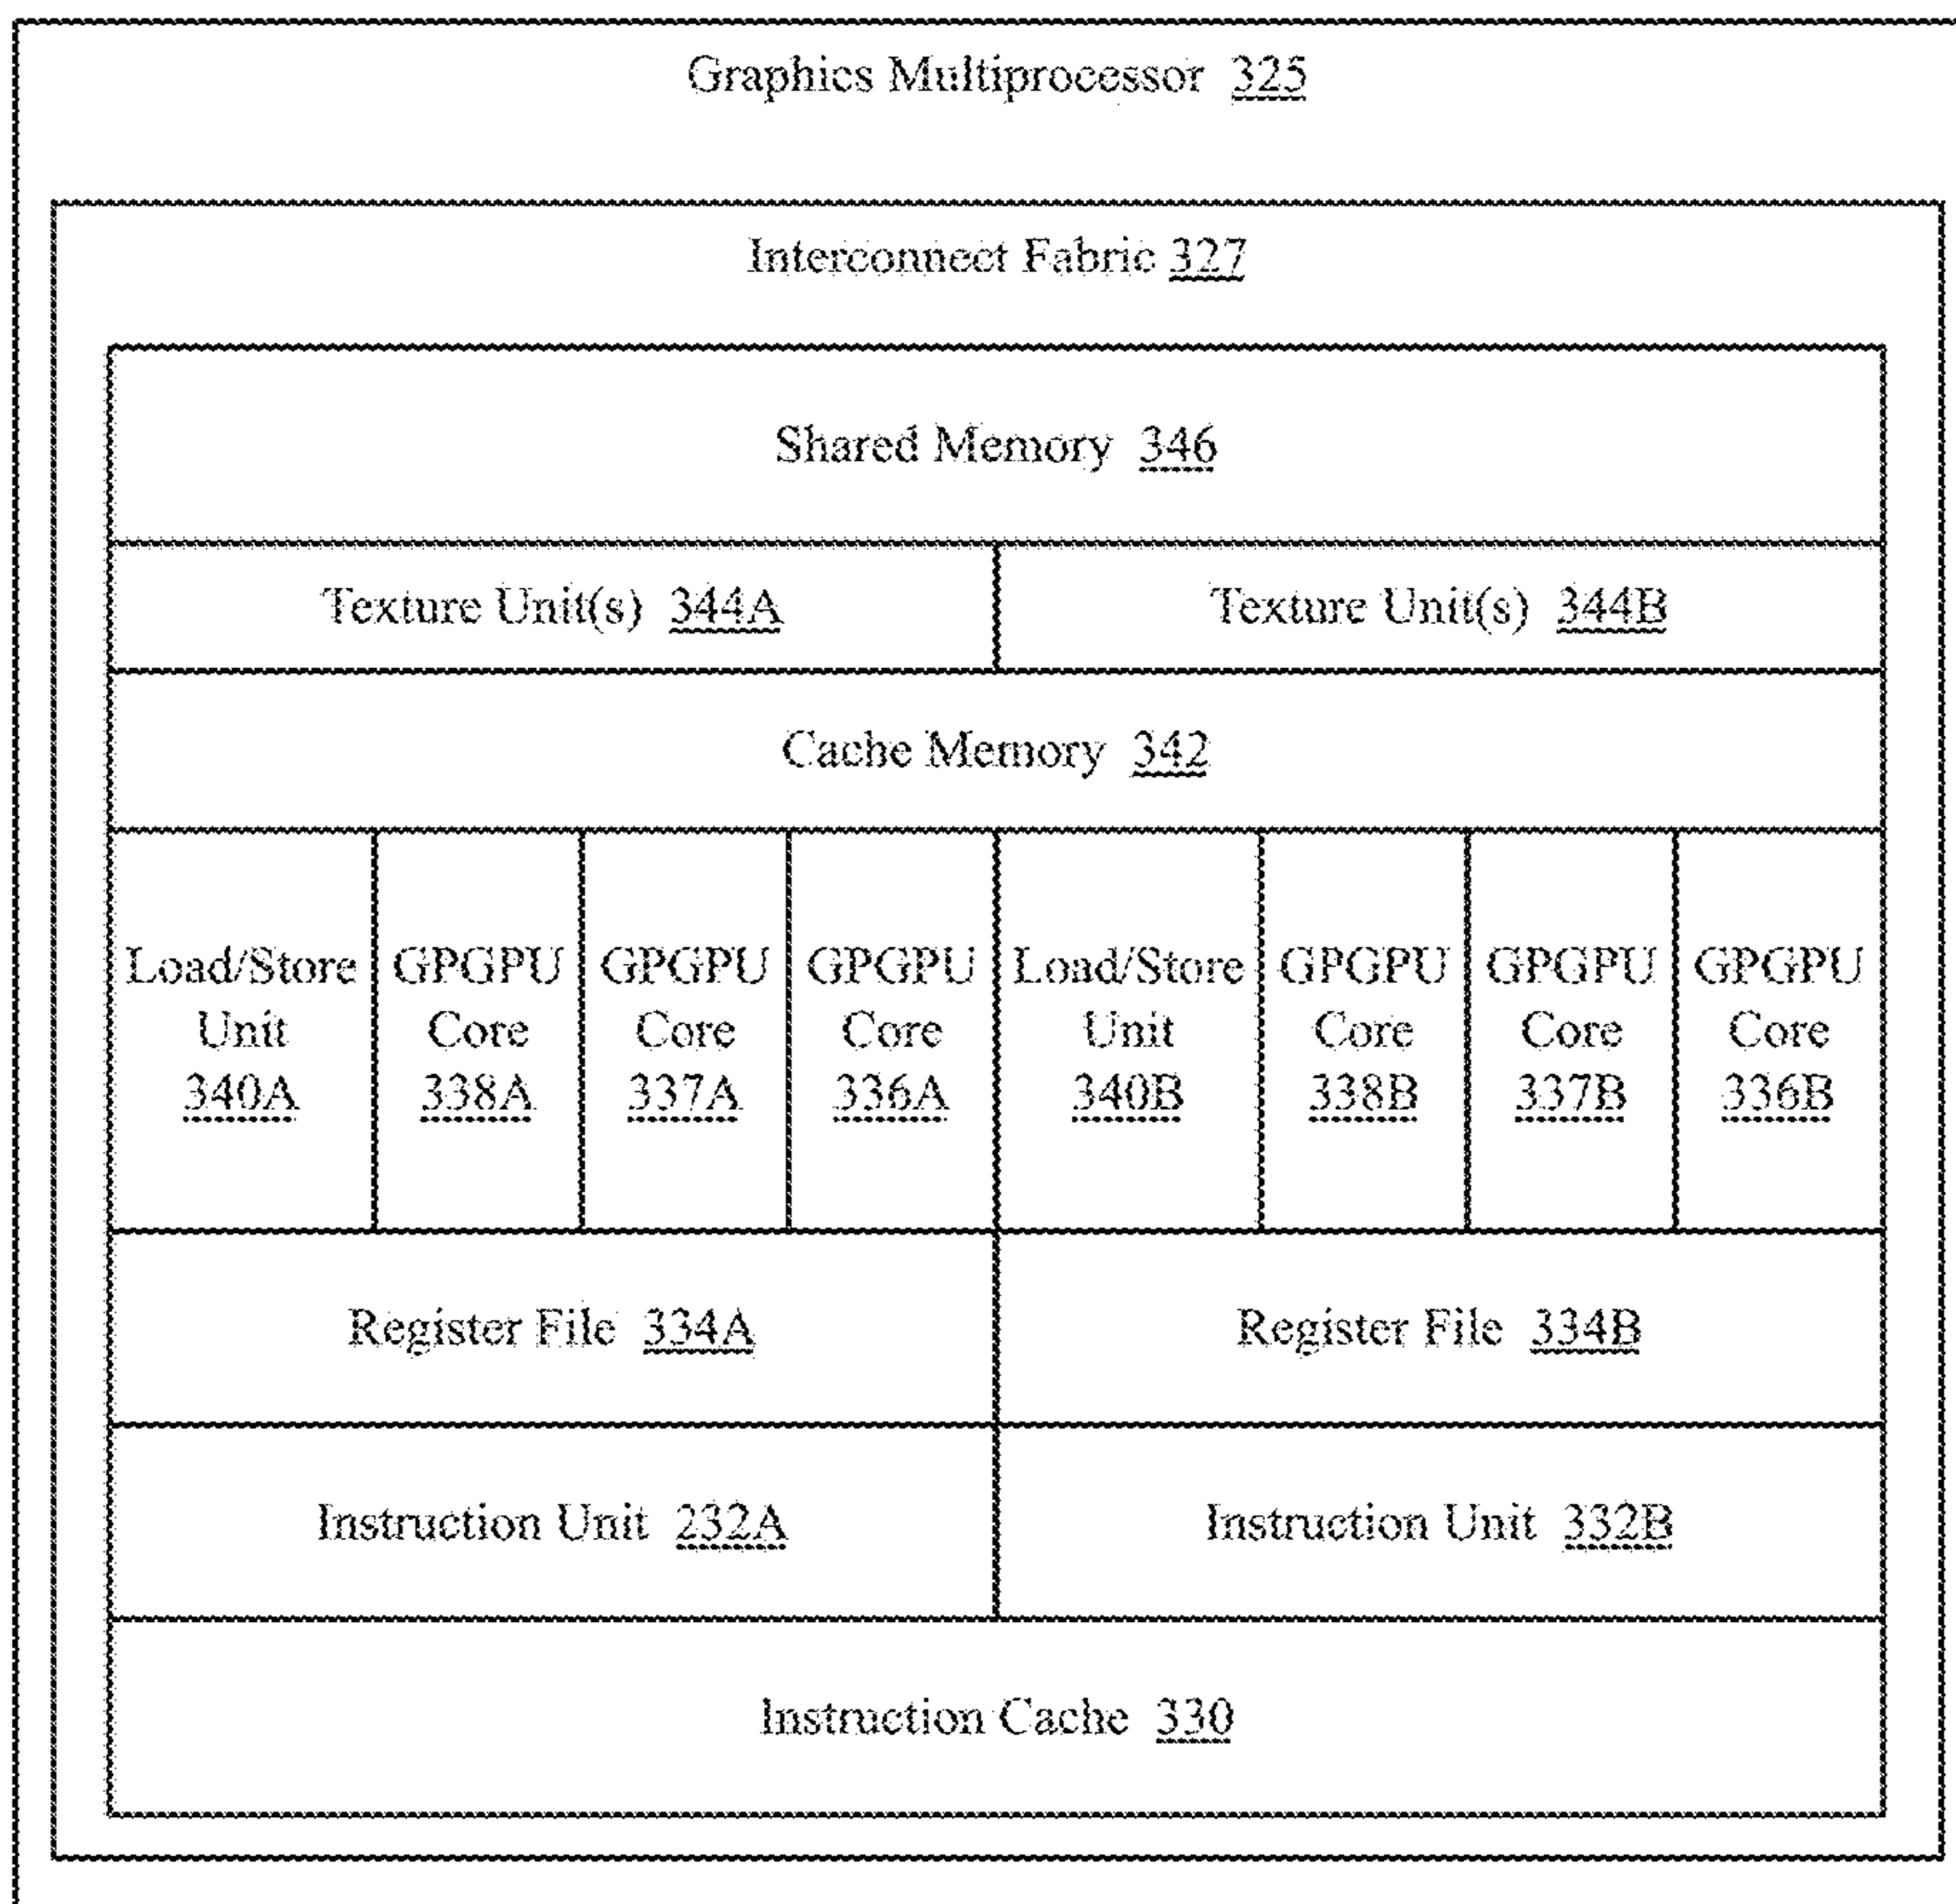 Graphics Multiprocessor 325
Interconnect Fabric 327
Shared Memory 346
Texture Unit(s) 344A
Texture Unit(s) 344B
Cache Memory 342
Load/Store
Unit
340A
GPGPU
Core
338A
GPGPU
Core
337A
GPGPU
Core
336A
Load/Store
Unit
340B
GPGPU
Core
338B
GPGPU
Core
337B
GPGPU
Core
336B
Register File 334A
Register File 334B
Instruction Unit 232A
Instruction Unit 332B
Instruction Cache 330